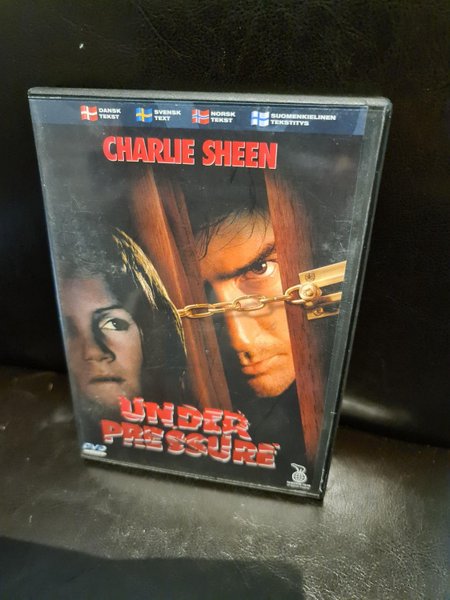 DANSK
TEKST
SVENSK
TEXT
NORSK
TEKST
SUOMENKIELINEN
TEKSTITYS
CHARLIE SHEEN
UNDER
PRESSURE
DVD